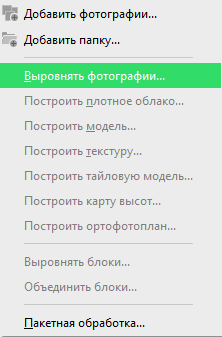 Добавить фотографии...
Добавить папку...
Выровнять фотографии...
Построить плотное облако...
Построить модель...
Построить текстуру...
Построить тайловую модель...
Построить карту высот...
Построить ортофотоплан...
Выровнять блоки...
Объединить блоки...
Пакетная обработка...